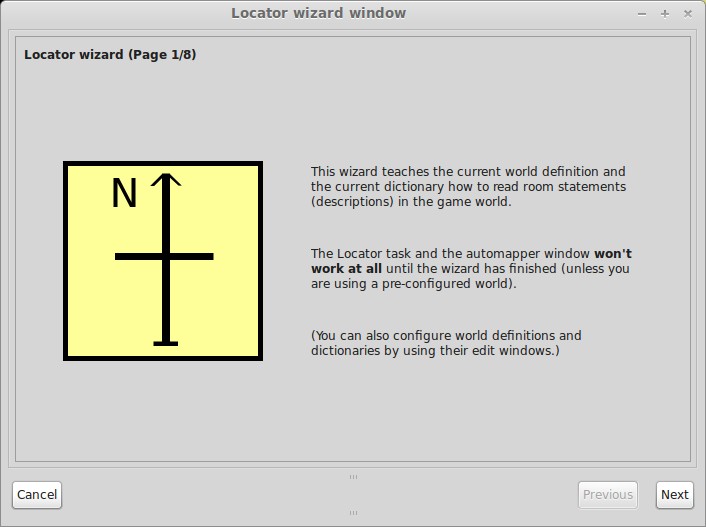 Locator wizard window
Locator wizard (Page 1/8)
N
This wizard teaches the current world definition and
the current dictionary how to read room statements
(descriptions) in the game world.
The Locator task and the automapper window won't
work at all until the wizard has finished (unless you
are using a pre-configured world).
(You can also configure world definitions and
dictionaries by using their edit windows.)
Cancel
Previous
Next